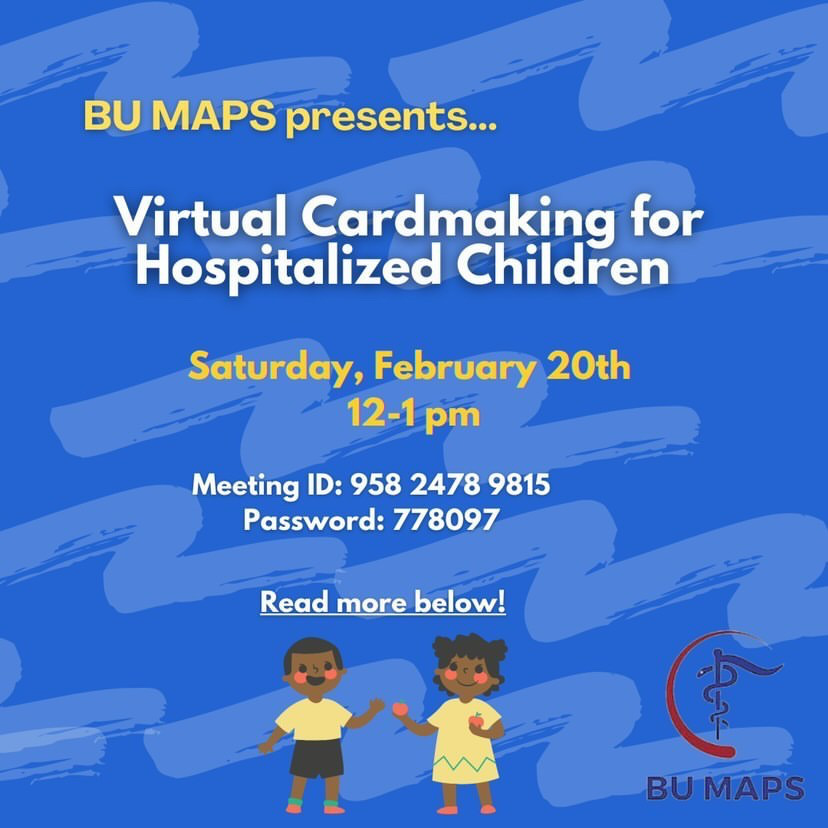 BU MAPS presents...
Virtual Cardmaking for
Hospitalized Children
Saturday, February 20th
12-1 pm
Meeting ID: 958 2478 9815
Password: 778097
Read more below!
BU MAPS